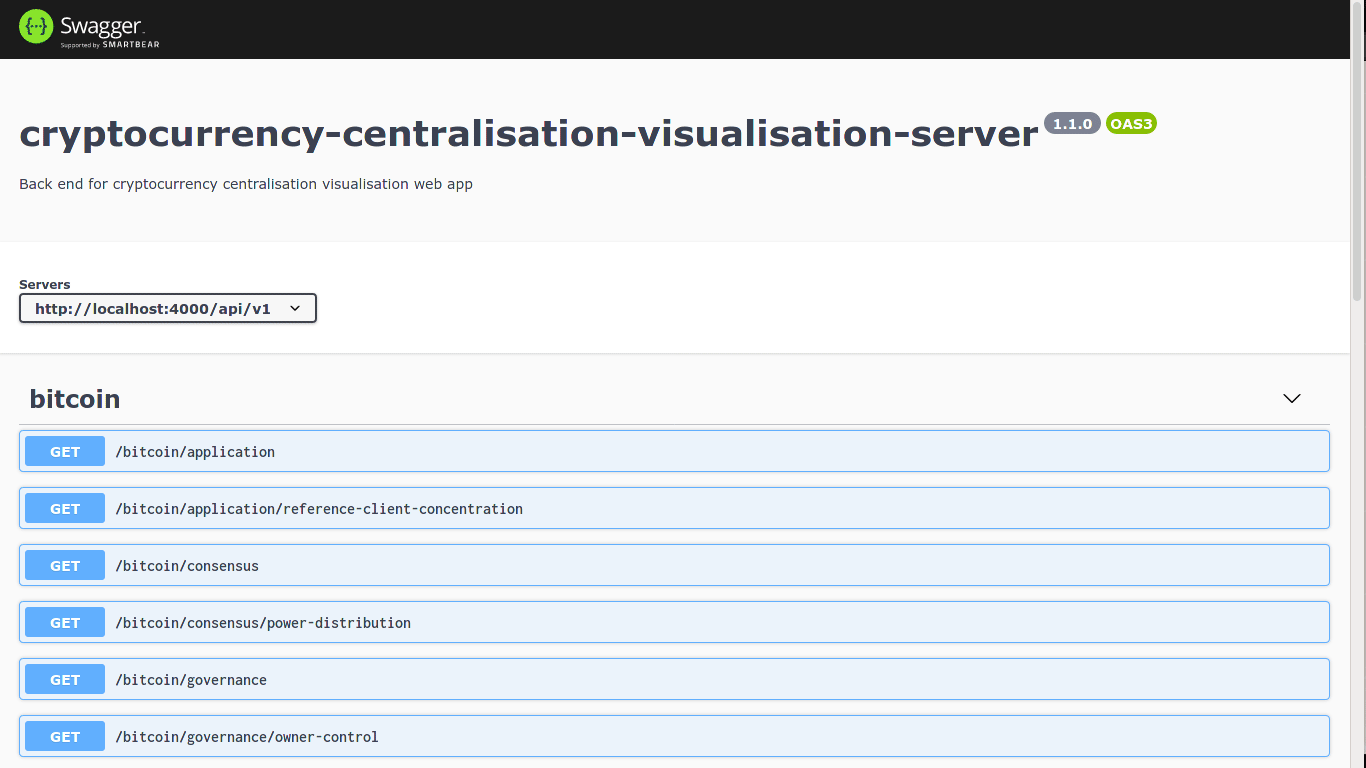 Swagger
Supported by SMARTBEAR
cryptocurrency-centralisation-visualisation-server 1.1.0 OAS3
Back end for cryptocurrency centralisation visualisation web app
Servers
http://localhost:4000/api/v1
bitcoin
GET /bitcoin/application
GET /bitcoin/application/reference-client-concentration
GET /bitcoin/consensus
GET /bitcoin/consensus/power-distribution
GET /bitcoin/governance
GET /bitcoin/governance/owner-control